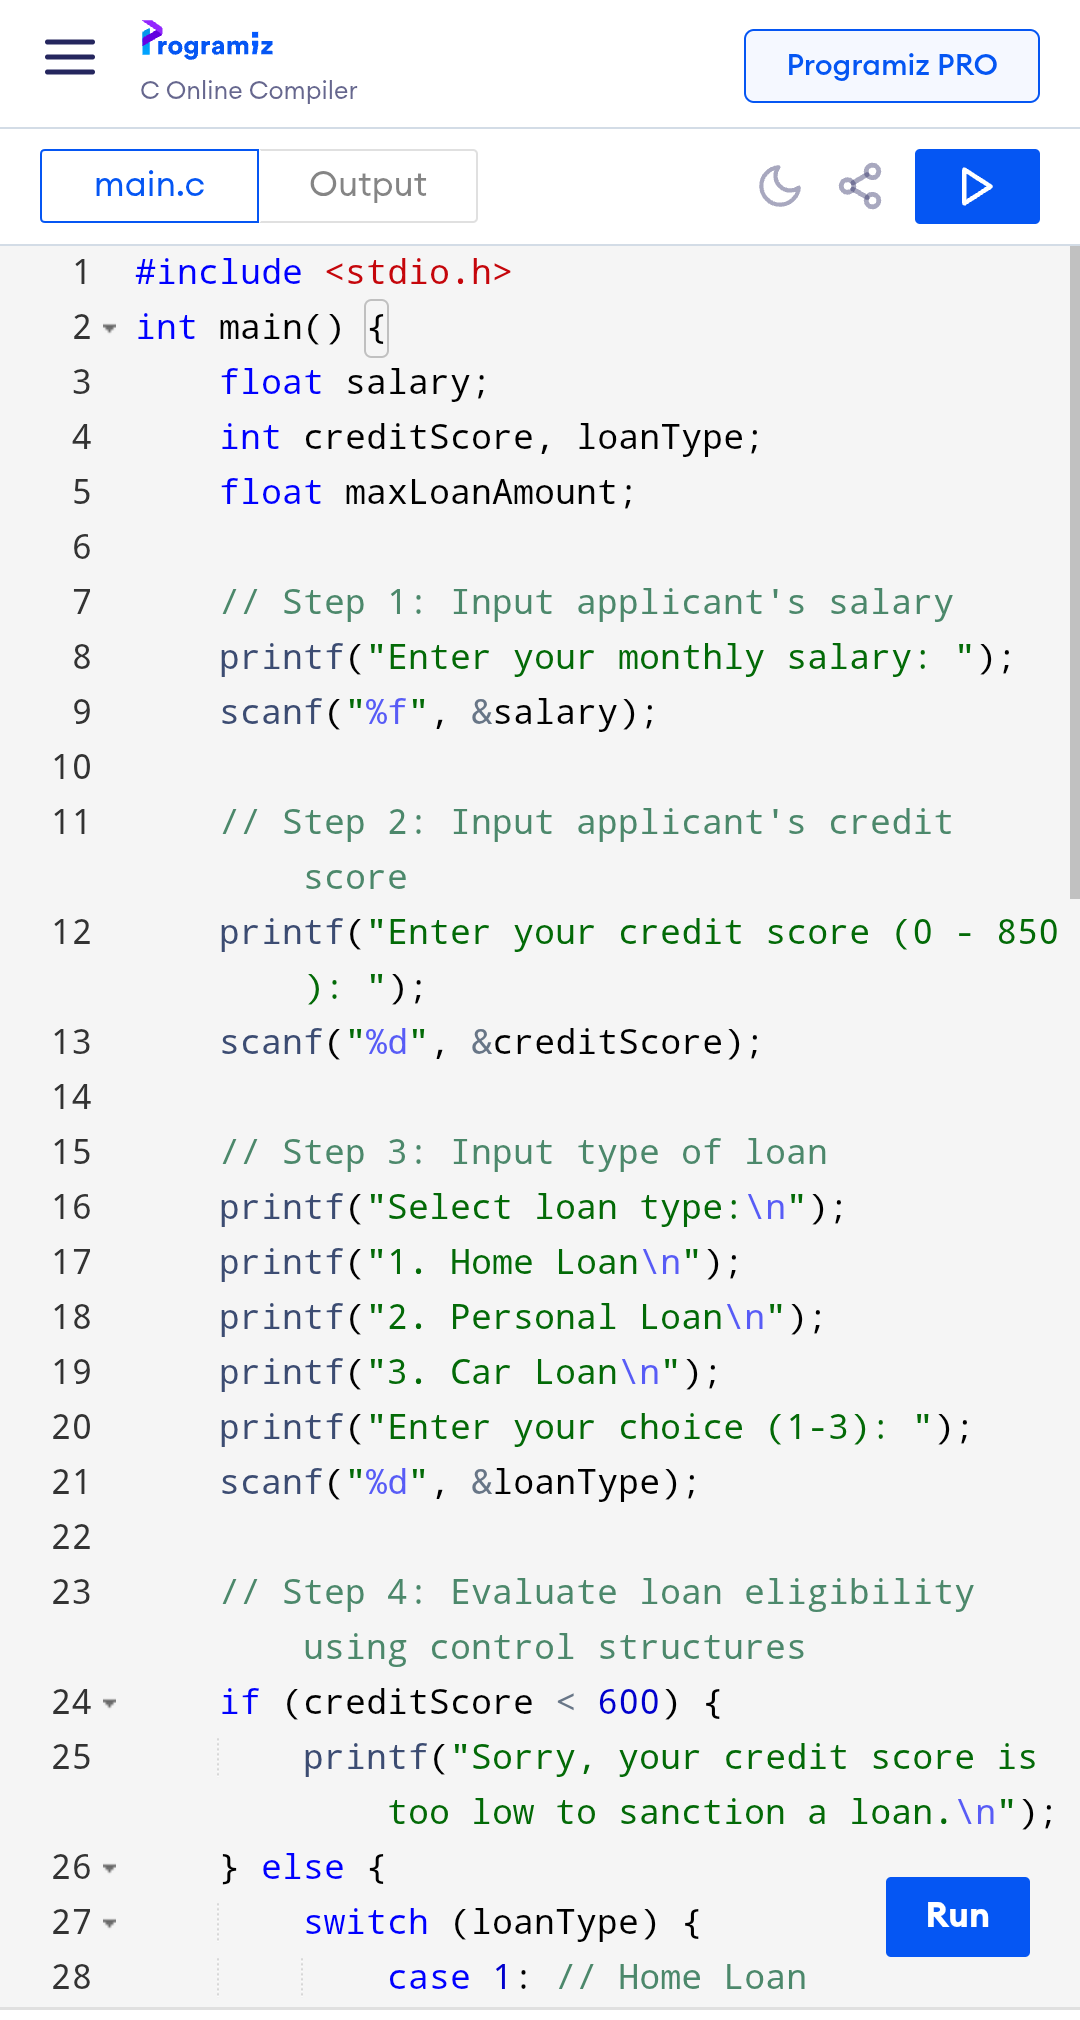 Programiz
C Online Compiler
Programiz PRO
main.c
Output
1 #include <stdio.h>
2 int main() {
3     float salary;
4     int creditScore, loanType;
5     float maxLoanAmount;
6
7     // Step 1: Input applicant's salary
8     printf("Enter your monthly salary: ");
9     scanf("%f", &salary);
10
11     // Step 2: Input applicant's credit
score
12     printf("Enter your credit score (0 - 850
): ");
13     scanf("%d", &creditScore);
14
15     // Step 3: Input type of loan
16     printf("Select loan type:\n");
17     printf("1. Home Loan\n");
18     printf("2. Personal Loan\n");
19     printf("3. Car Loan\n");
20     printf("Enter your choice (1-3): ");
21     scanf("%d", &loanType);
22
23     // Step 4: Evaluate loan eligibility
using control structures
24     if (creditScore < 600) {
25         printf("Sorry, your credit score is
too low to sanction a loan.\n");
26     } else {
27         switch (loanType) {
Run
28             case 1: // Home Loan